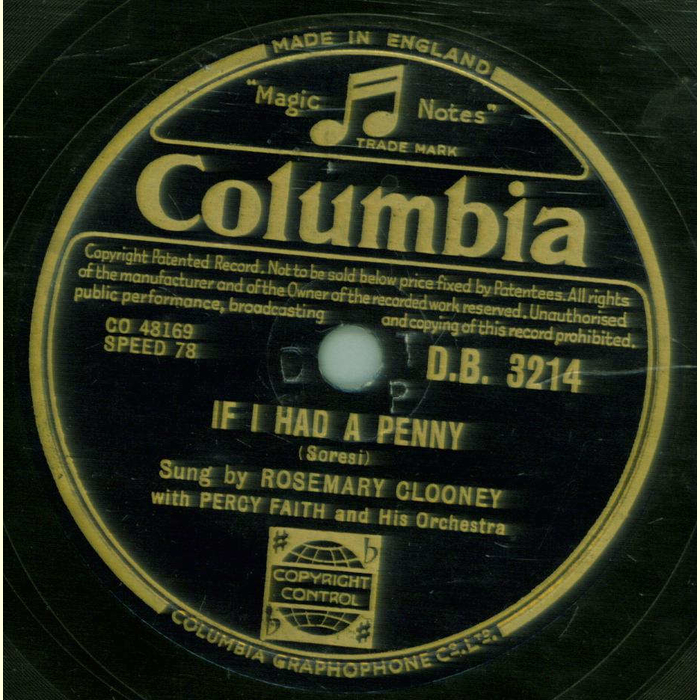 MADE IN ENGLAND
"Magic Notes"
TRADE MARK
Columbia
Copyright Patented Record. Not to be sold below price fixed by Patentees. All rights
of the manufacturer and of the Owner of the recorded work reserved. Unauthorised
public performance, broadcasting and copying of this record prohibited.
CO 48169
SPEED 78
D.B. 3214
D T
P
IF I HAD A PENNY
(Soresi)
Sung by ROSEMARY CLOONEY
with PERCY FAITH and His Orchestra
COPYRIGHT
CONTROL
COLUMBIA GRAPHOPHONE CO. LTD.